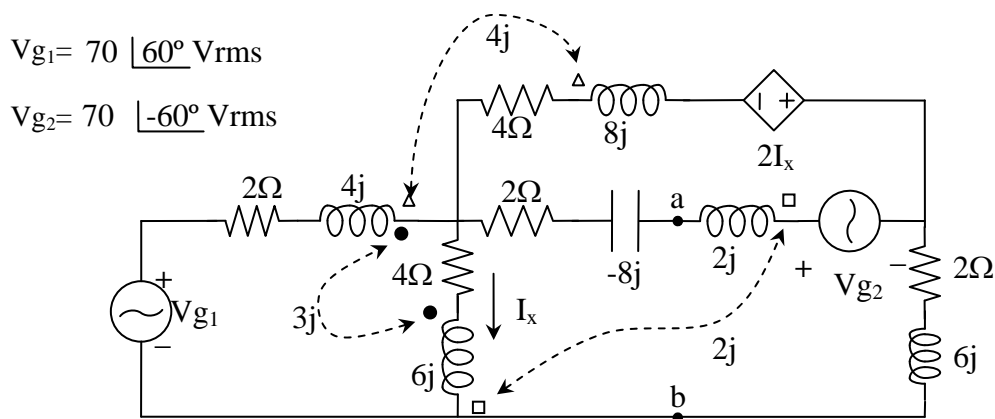 Vg₁= 70 60º Vrms
Vg₂= 70 -60º Vrms
4j
4Ω
8j
2Iₓ
2Ω
4j
2Ω
-8j
a
2j
+
Vg₂
−
2Ω
+
Vg₁
−
4Ω
3j
Iₓ
6j
2j
6j
b